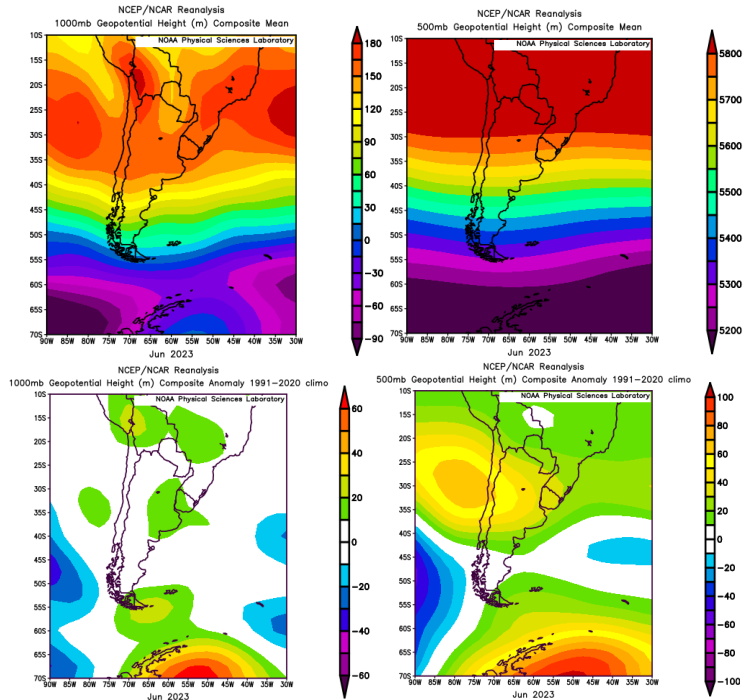 NCEP/NCAR Reanalysis
1000mb Geopotential Height (m) Composite Mean
NOAA Physical Sciences Laboratory
10S
15S
20S
25S
30S
35S
40S
45S
50S
55S
60S
65S
70S
90W 85W 80W 75W 70W 65W 60W 55W 50W 45W 40W 35W 30W
Jun 2023
180
150
120
90
60
30
0
-30
-60
-90
NCEP/NCAR Reanalysis
500mb Geopotential Height (m) Composite Mean
NOAA Physical Sciences Laboratory
10S
15S
20S
25S
30S
35S
40S
45S
50S
55S
60S
65S
70S
90W 85W 80W 75W 70W 65W 60W 55W 50W 45W 40W 35W 30W
Jun 2023
5800
5700
5600
5500
5400
5300
5200
NCEP/NCAR Reanalysis
1000mb Geopotential Height (m) Composite Anomaly 1991-2020 climo
NOAA Physical Sciences Laboratory
10S
15S
20S
25S
30S
35S
40S
45S
50S
55S
60S
65S
70S
90W 85W 80W 75W 70W 65W 60W 55W 50W 45W 40W 35W 30W
Jun 2023
60
40
20
0
-20
-40
-60
NCEP/NCAR Reanalysis
500mb Geopotential Height (m) Composite Anomaly 1991-2020 climo
NOAA Physical Sciences Laboratory
10S
15S
20S
25S
30S
35S
40S
45S
50S
55S
60S
65S
70S
90W 85W 80W 75W 70W 65W 60W 55W 50W 45W 40W 35W 30W
Jun 2023
100
80
60
40
20
0
-20
-40
-60
-80
-100